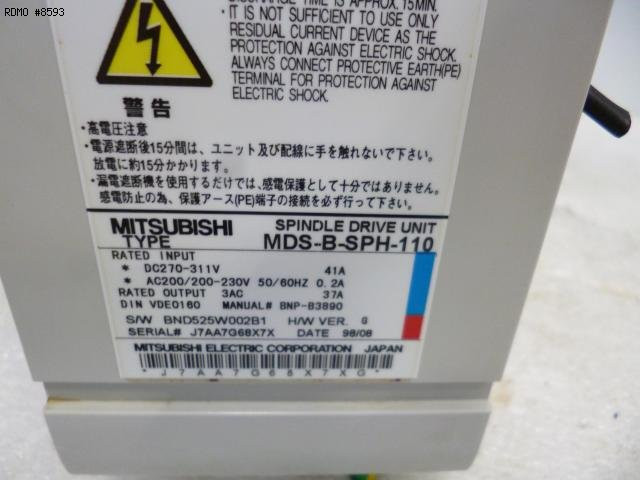 RDMO #8593
DISCHARGE TIME IS APPROX. 15MIN.
・IT IS NOT SUFFICIENT TO USE ONLY
RESIDUAL CURRENT DEVICE AS THE
PROTECTION AGAINST ELECTRIC SHOCK.
ALWAYS CONNECT PROTECTIVE EARTH(PE)
TERMINAL FOR PROTECTION AGAINST
ELECTRIC SHOCK.
警告
・高電圧注意
・電源遮断後15分間は、ユニット及び配線に手を触れないで下さい。
放電に約15分かかります。
・漏電遮断機を使用するだけでは、感電保護として十分ではありません。
感電防止の為、保護アース(PE)端子の接続を必ず行って下さい。
MITSUBISHI SPINDLE DRIVE UNIT
TYPE MDS-B-SPH-110
RATED INPUT
* DC270-311V 41A
* AC200/200-230V 50/60HZ 0.2A
RATED OUTPUT 3AC 37A
DIN VDE0160 MANUAL# BNP-B3890
S/W BND525W002B1 H/W VER. G
SERIAL# J7AA7G68X7X DATE 98/08
MITSUBISHI ELECTRIC CORPORATION JAPAN
*J7AA7G68X7XG*